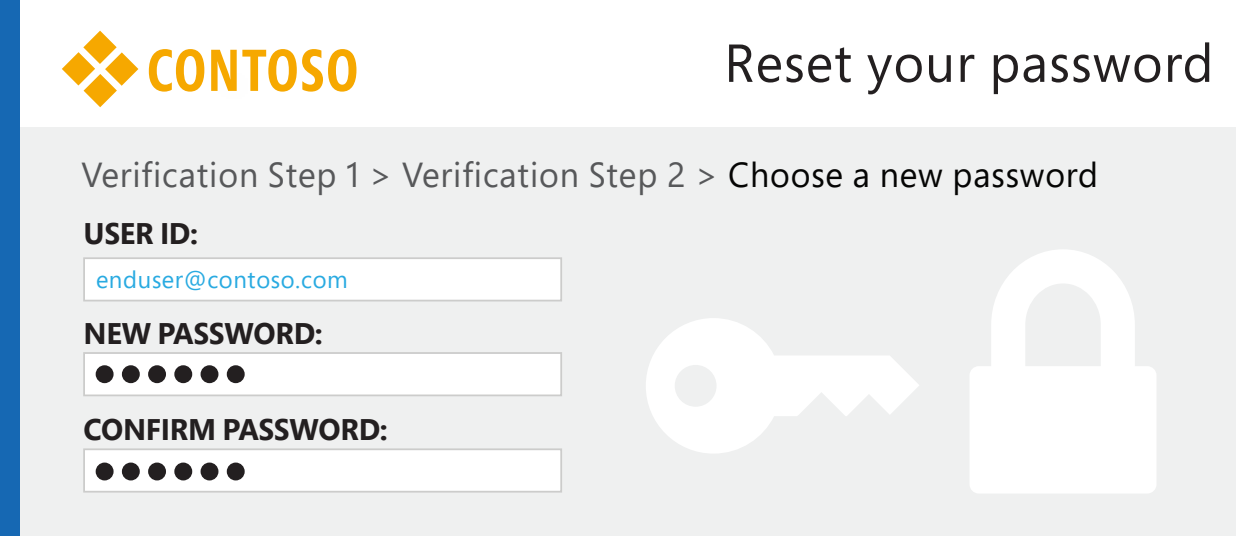 CONTOSO
Reset your password
Verification Step 1 > Verification Step 2 > Choose a new password
USER ID:
enduser@contoso.com
NEW PASSWORD:
●●●●●●
CONFIRM PASSWORD:
●●●●●●